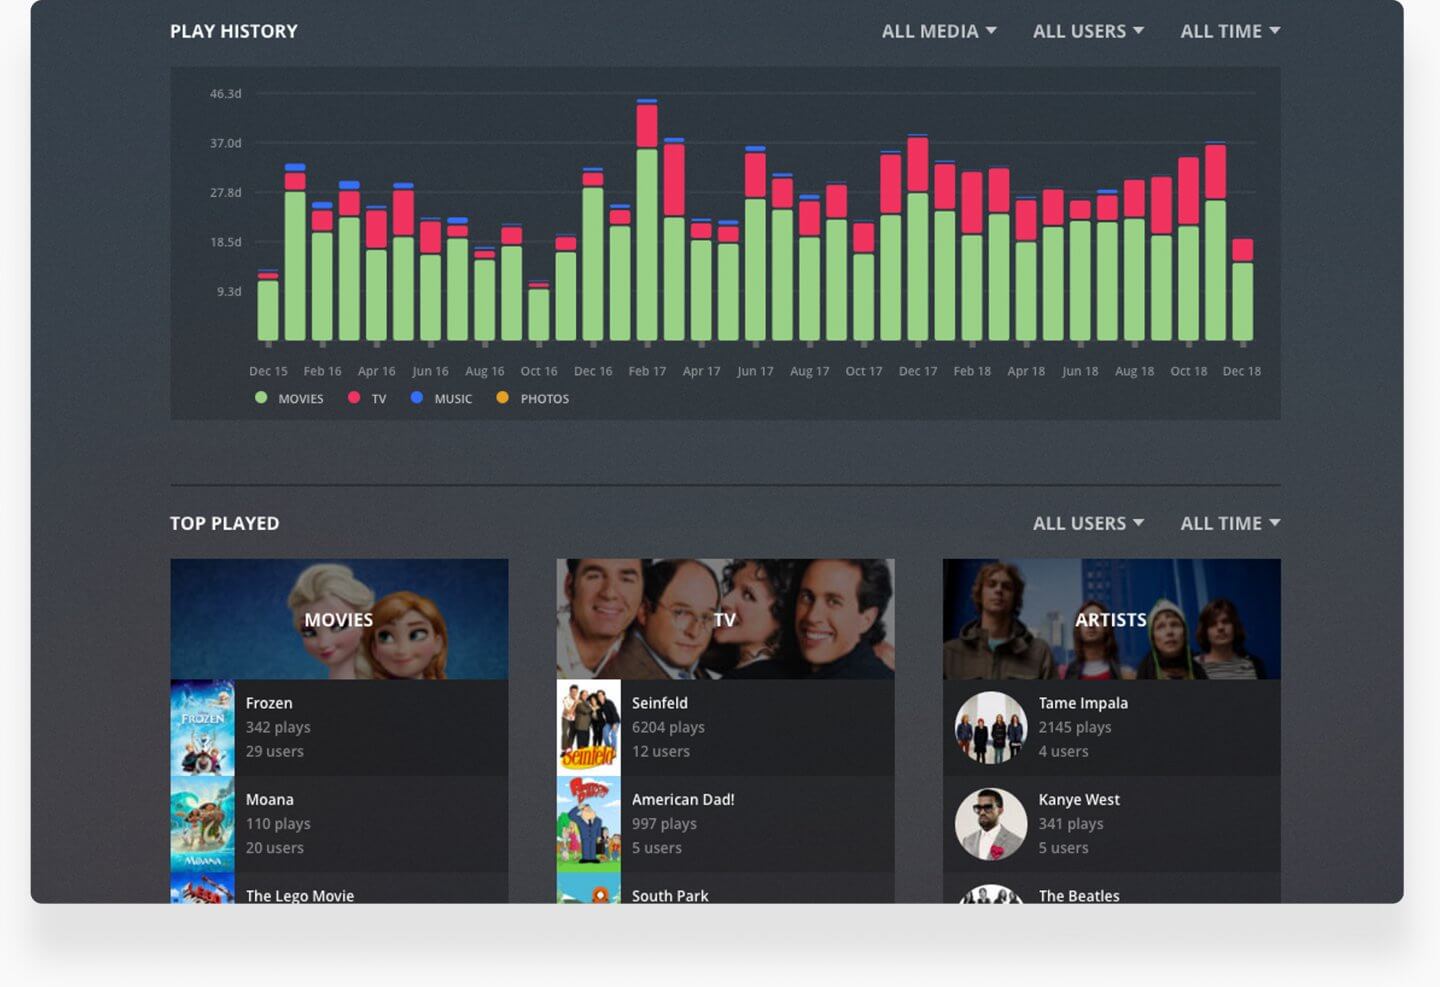 PLAY HISTORY ALL MEDIA ALL USERS ALL TIME
46.3d
37.0d
27.8d
18.5d
9.3d
Dec 15 Feb 16 Apr 16 Jun 16 Aug 16 Oct 16 Dec 16 Feb 17 Apr 17 Jun 17 Aug 17 Oct 17 Dec 17 Feb 18 Apr 18 Jun 18 Aug 18 Oct 18 Dec 18
MOVIES TV MUSIC PHOTOS
TOP PLAYED ALL USERS ALL TIME
MOVIES
FROZEN
Frozen
342 plays
29 users
MOANA
Moana
110 plays
20 users
The Lego Movie
TV
Seinfeld
Seinfeld
6204 plays
12 users
American Dad!
997 plays
5 users
South Park
ARTISTS
Tame Impala
2145 plays
4 users
Kanye West
341 plays
5 users
The Beatles